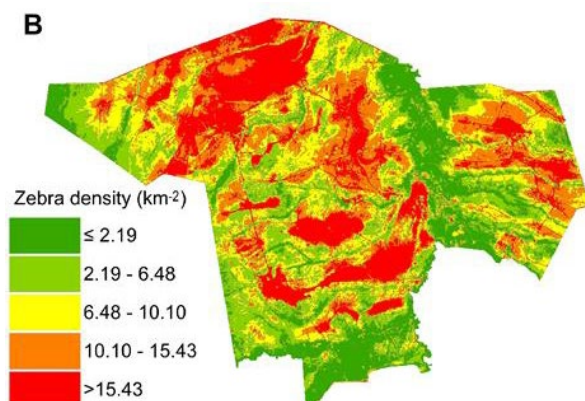 B
Zebra density (km-2)
≤ 2.19
2.19 - 6.48
6.48 - 10.10
10.10 - 15.43
>15.43